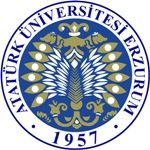 ATATÜRK ÜNİVERSİTESİ ERZURUM
• 1957 •